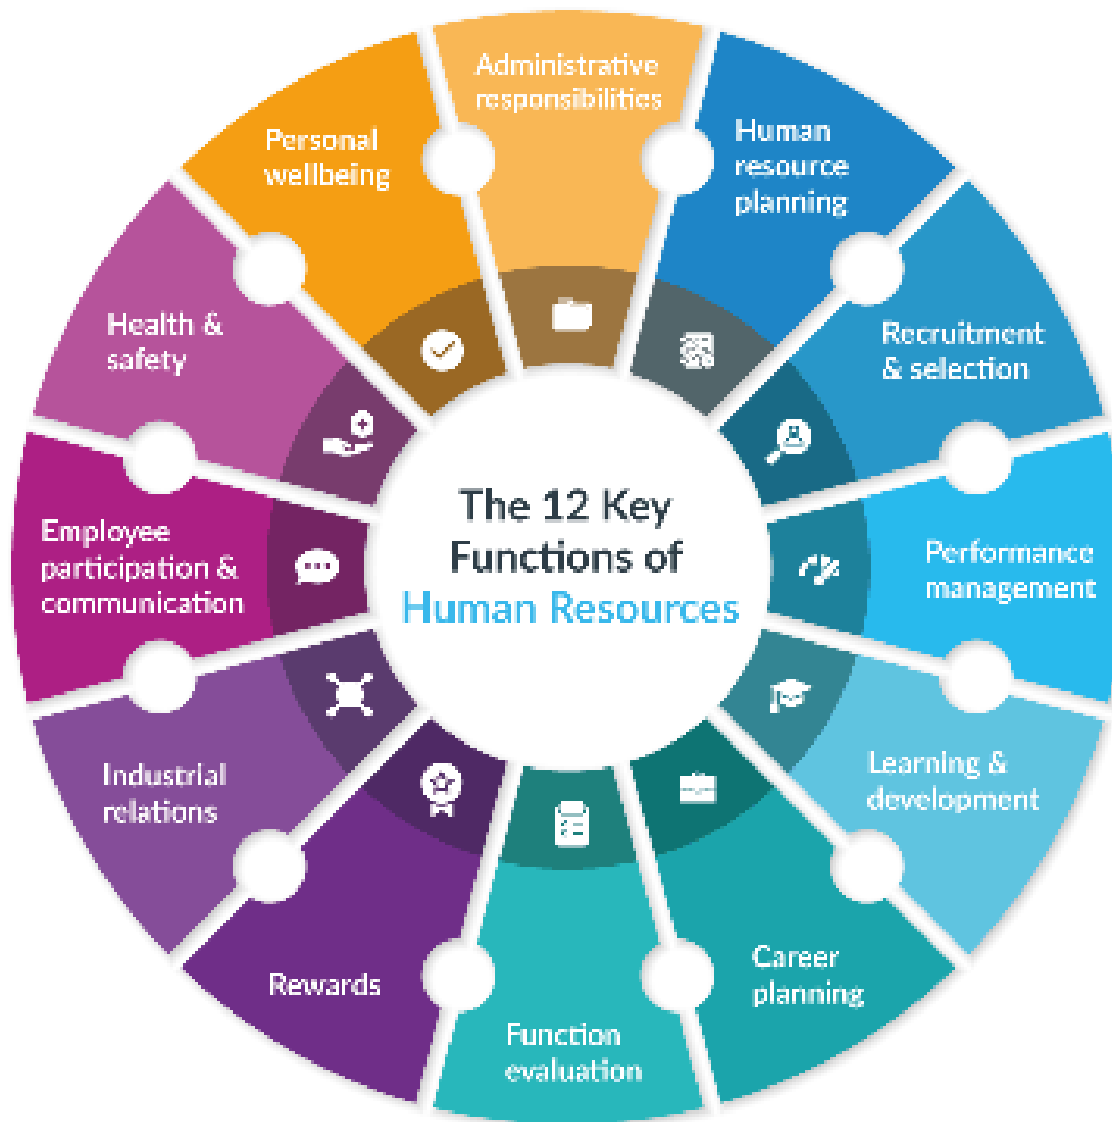 The 12 Key
Functions of
Human Resources
Administrative
responsibilities
Human
resource
planning
Recruitment
& selection
Performance
management
Learning &
development
Career
planning
Function
evaluation
Rewards
Industrial
relations
Employee
participation &
communication
Health &
safety
Personal
wellbeing